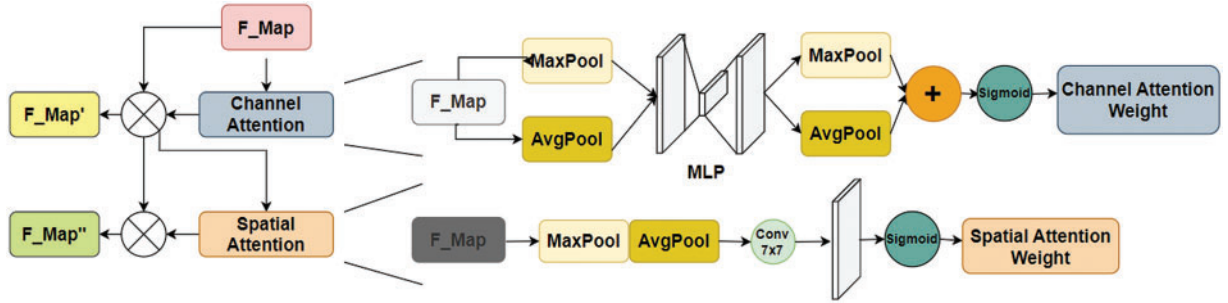 F_Map
F_Map'
Channel
Attention
F_Map"
Spatial
Attention
MaxPool
F_Map
AvgPool
MLP
MaxPool
AvgPool
+
Sigmoid
Channel Attention
Weight
F_Map
MaxPool
AvgPool
Conv
7x7
Sigmoid
Spatial Attention
Weight